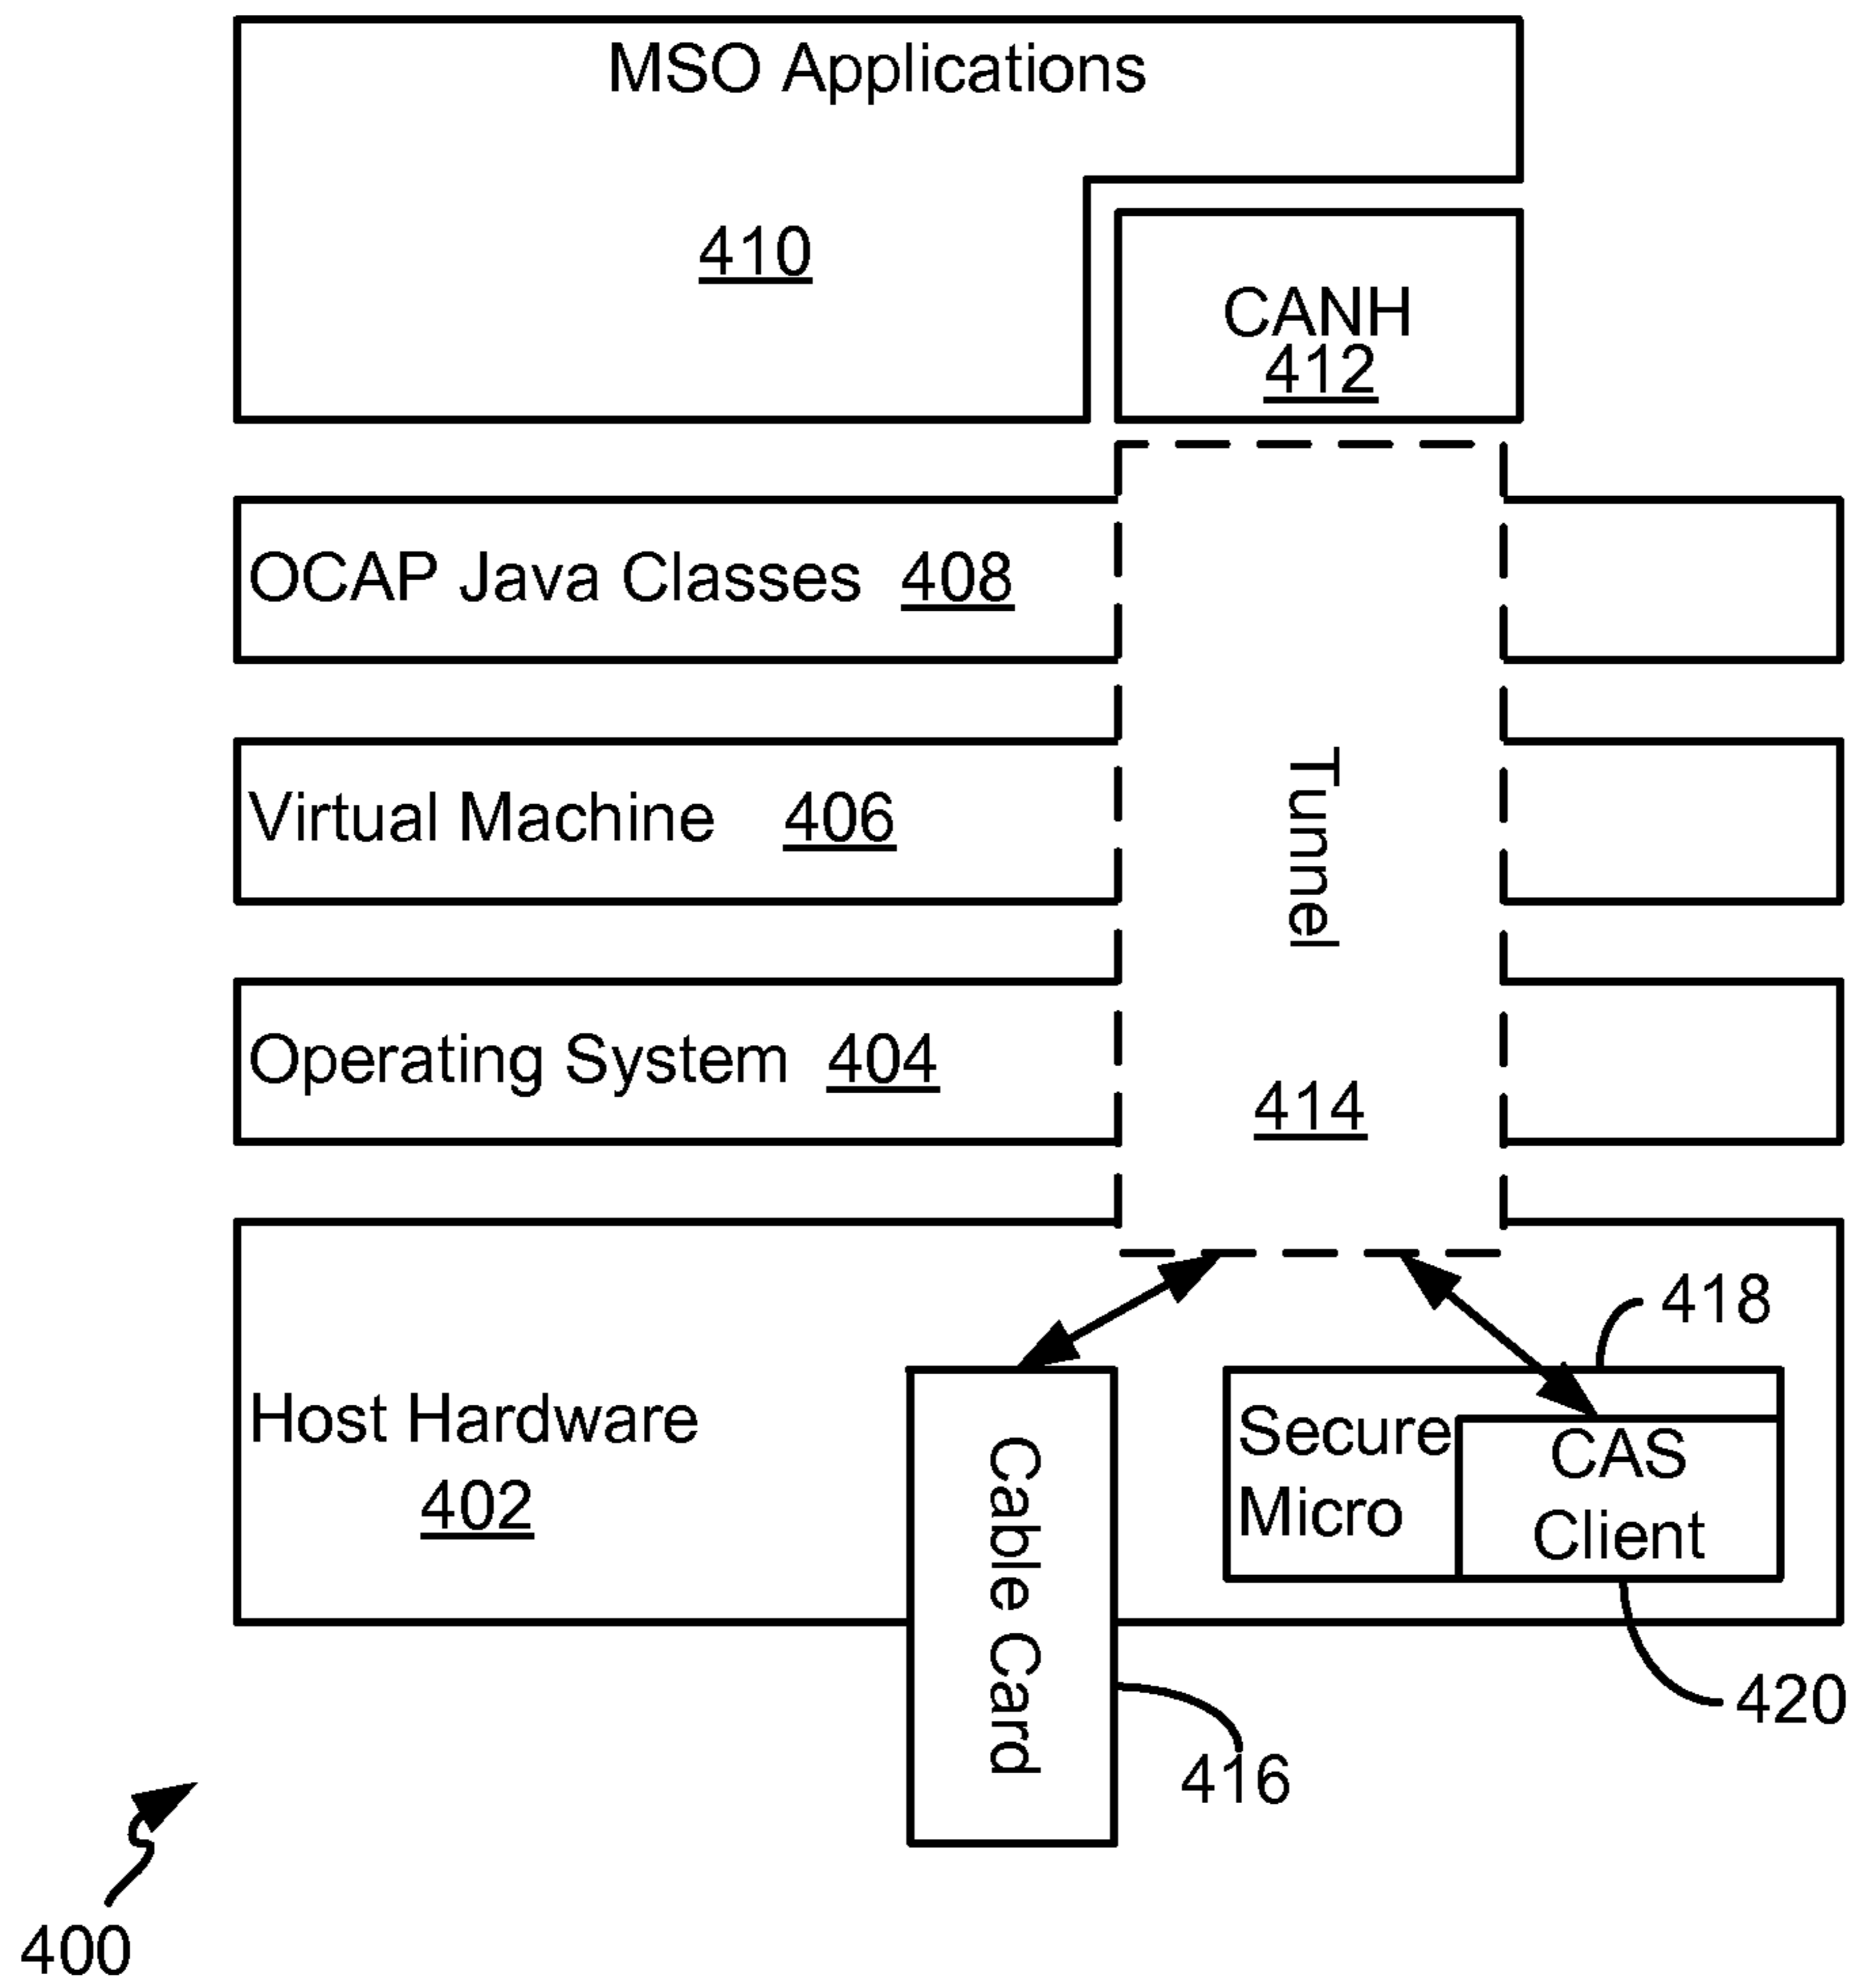 MSO Applications
410
CANH
412
OCAP Java Classes 408
Virtual Machine 406
Tunnel
Operating System 404
414
418
Host Hardware
402
Cable Card
Secure
Micro
CAS
Client
420
416
400